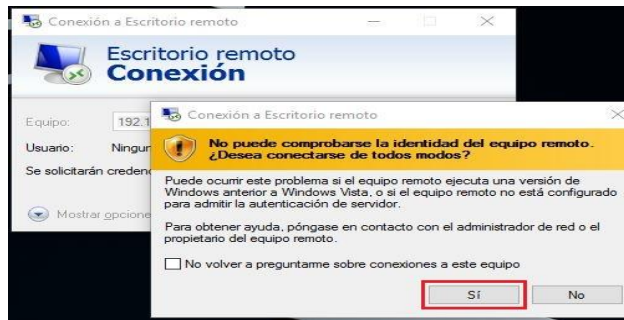 Conexión a Escritorio remoto
Escritorio remoto
Conexión
Equipo: 192.1
Usuario: Ningun
Se solicitarán creden
Mostrar opcione
Conexión a Escritorio remoto
No puede comprobarse la identidad del equipo remoto.
¿Desea conectarse de todos modos?
Puede ocurrir este problema si el equipo remoto ejecuta una versión de
Windows anterior a Windows Vista, o si el equipo remoto no está configurado
para admitir la autenticación de servidor.
Para obtener ayuda, póngase en contacto con el administrador de red o el
propietario del equipo remoto.
No volver a preguntarme sobre conexiones a este equipo
Sí No